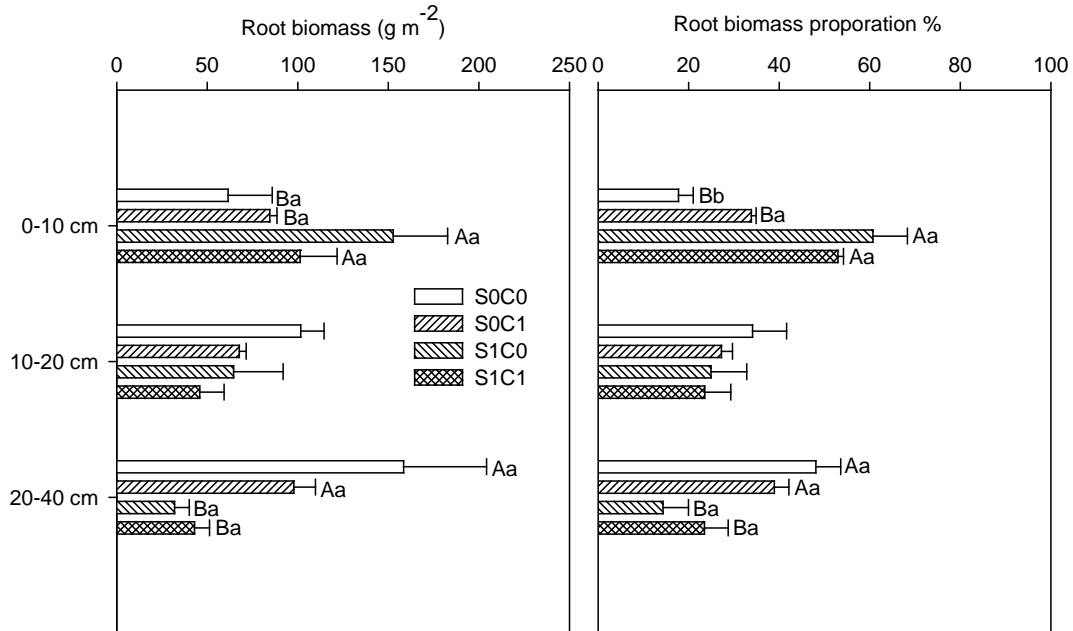 Root biomass (g m-2)
0 50 100 150 200 250
Root biomass proporation %
0 20 40 60 80 100
0-10 cm
Ba
Ba
Aa
Aa
Bb
Ba
Aa
Aa
S0C0
S0C1
S1C0
S1C1
10-20 cm
20-40 cm
Aa
Aa
Ba
Ba
Aa
Aa
Ba
Ba